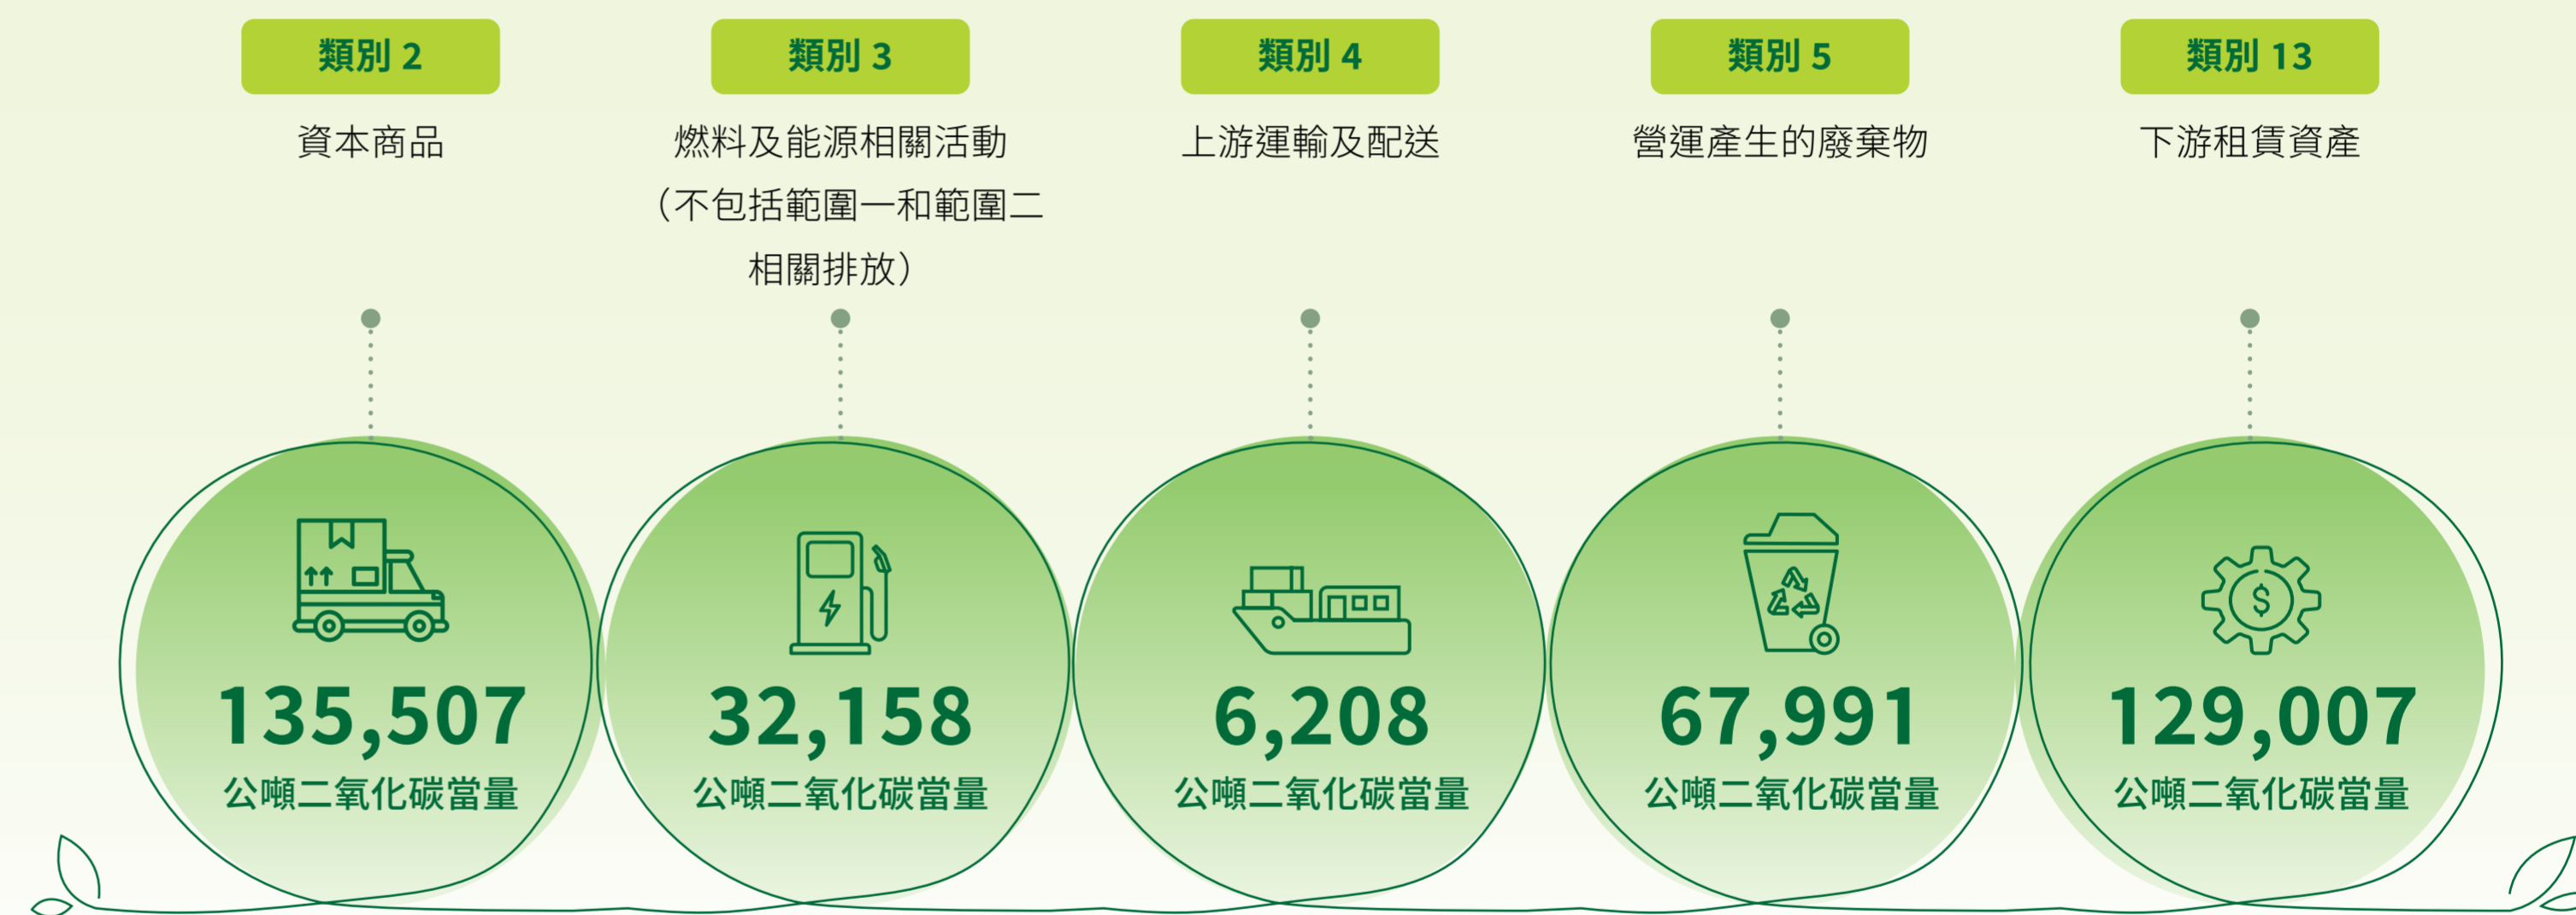 類別 2
資本商品
135,507
公噸二氧化碳當量
類別 3
燃料及能源相關活動
（不包括範圍一和範圍二
相關排放）
32,158
公噸二氧化碳當量
類別 4
上游運輸及配送
6,208
公噸二氧化碳當量
類別 5
營運產生的廢棄物
67,991
公噸二氧化碳當量
類別 13
下游租賃資產
$
129,007
公噸二氧化碳當量